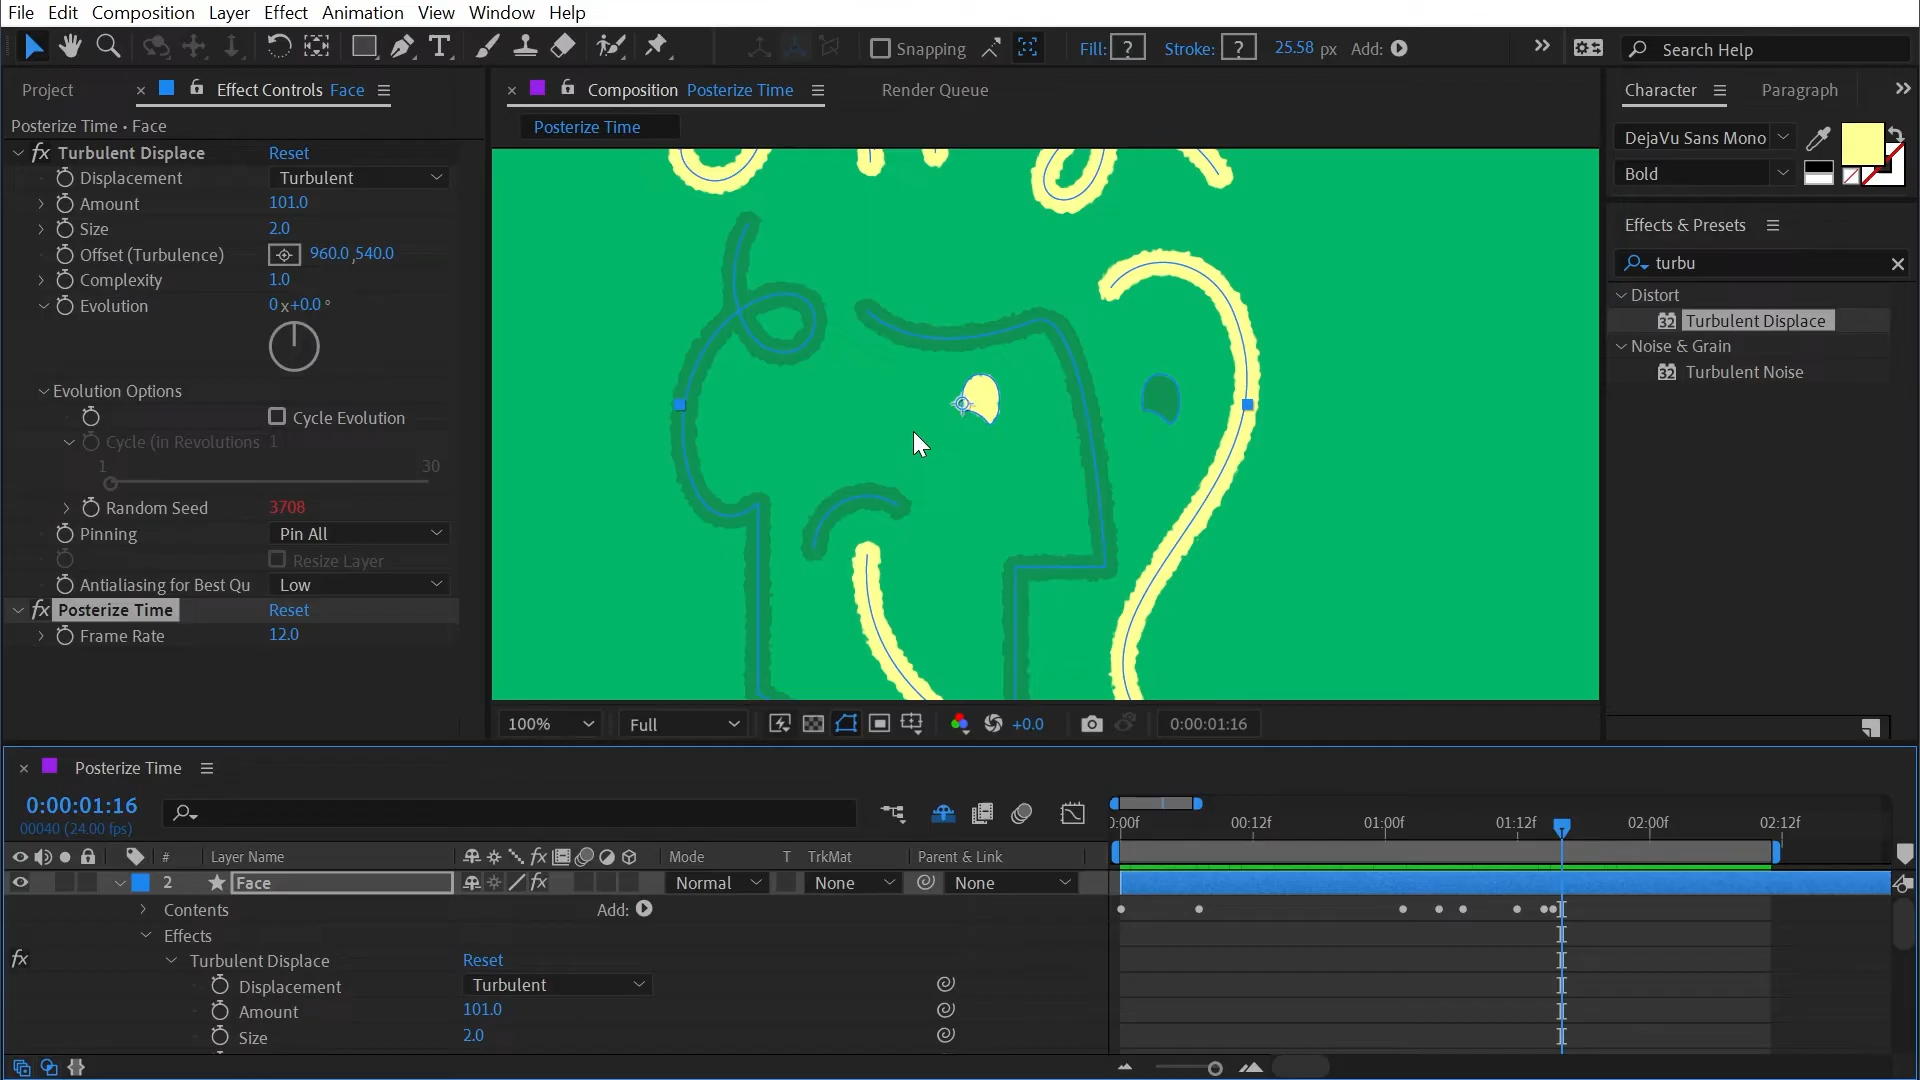 File Edit Composition Layer Effect Animation View Window Help
Snapping Fill: ? Stroke: ? 25.58 px Add: Search Help
Project Effect Controls Face
Posterize Time • Face
Turbulent Displace Reset
Displacement Turbulent
Amount 101.0
Size 2.0
Offset (Turbulence) 960.0,540.0
Complexity 1.0
Evolution 0x+0.0°
Evolution Options
Cycle Evolution
Cycle (in Revolutions 1
1 30
Random Seed 3708
Pinning Pin All
Resize Layer
Antialiasing for Best Qu Low
Posterize Time Reset
Frame Rate 12.0
Composition Posterize Time Render Queue
Posterize Time
100% Full +0.0 0:00:01:16
Character Paragraph
DejaVu Sans Mono
Bold
Effects & Presets
turbu
Distort
32 Turbulent Displace
Noise & Grain
32 Turbulent Noise
Posterize Time
0:00:01:16
00040 (24.00 fps)
0:00f 00:12f 01:00f 01:12f 02:00f 02:12f
# Layer Name fx Mode T TrkMat Parent & Link
2 Face fx Normal None None
Contents Add:
Effects
fx Turbulent Displace Reset
Displacement Turbulent
Amount 101.0
Size 2.0